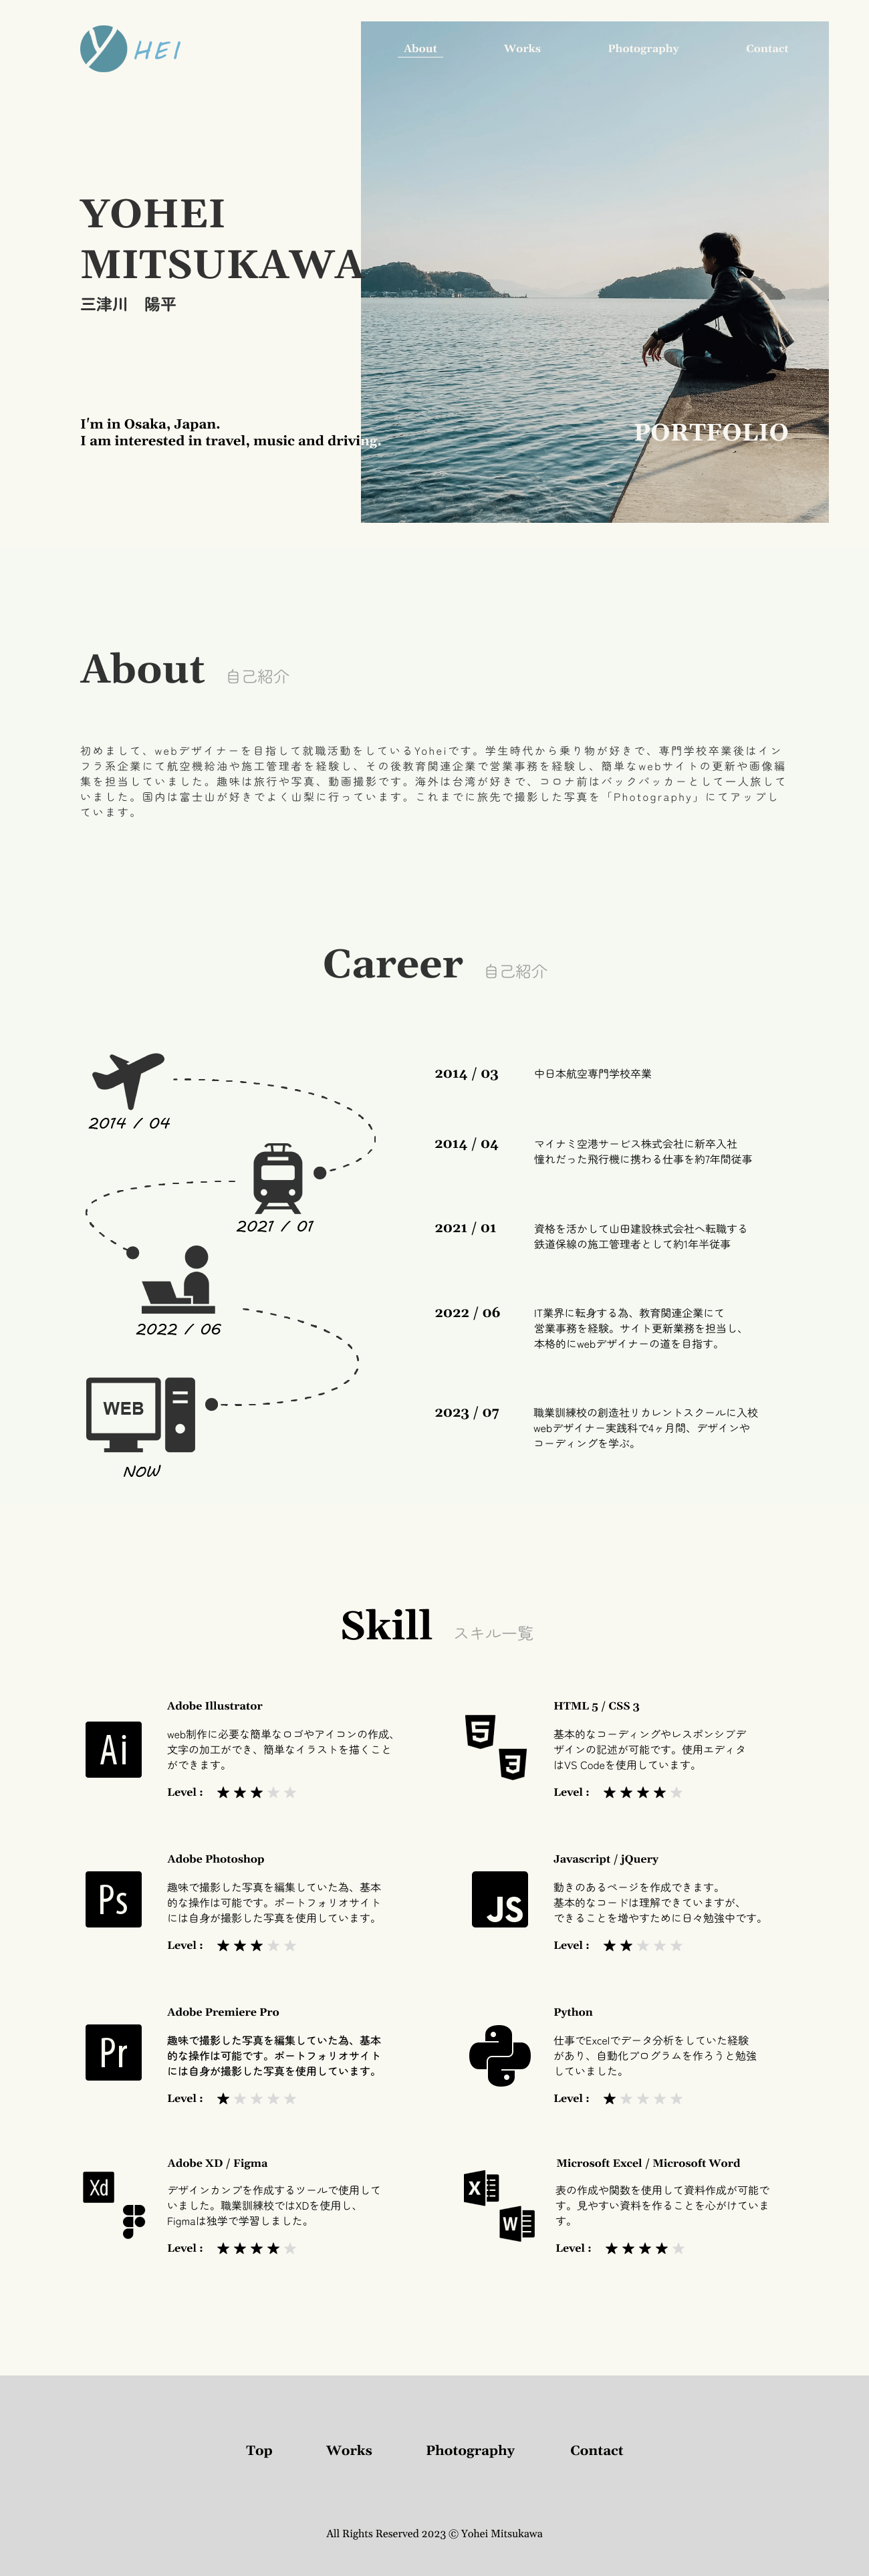 Y HEI
About Works Photography Contact
YOHEI
MITSUKAWA
三津川　陽平
I'm in Osaka, Japan.
I am interested in travel, music and driving.
PORTFOLIO
About 自己紹介
初めまして、webデザイナーを目指して就職活動をしているYoheiです。学生時代から乗り物が好きで、専門学校卒業後はイン
フラ系企業にて航空機給油や施工管理者を経験し、その後教育関連企業で営業事務を経験し、簡単なwebサイトの更新や画像編
集を担当していました。趣味は旅行や写真、動画撮影です。海外は台湾が好きで、コロナ前はバックパッカーとして一人旅して
いました。国内は富士山が好きでよく山梨に行っています。これまでに旅先で撮影した写真を「Photography」にてアップし
ています。
Career 自己紹介
2014 / 04
2021 / 01
2022 / 06
WEB
NOW
2014 / 03 中日本航空専門学校卒業
2014 / 04 マイナミ空港サービス株式会社に新卒入社
憧れだった飛行機に携わる仕事を約7年間従事
2021 / 01 資格を活かして山田建設株式会社へ転職する
鉄道保線の施工管理者として約1年半従事
2022 / 06 IT業界に転身する為、教育関連企業にて
営業事務を経験。サイト更新業務を担当し、
本格的にwebデザイナーの道を目指す。
2023 / 07 職業訓練校の創造社リカレントスクールに入校
webデザイナー実践科で4ヶ月間、デザインや
コーディングを学ぶ。
Skill スキル一覧
Ai
Adobe Illustrator
web制作に必要な簡単なロゴやアイコンの作成、
文字の加工ができ、簡単なイラストを描くこと
ができます。
Level : ★★★★★
5
3
HTML 5 / CSS 3
基本的なコーディングやレスポンシブデ
ザインの記述が可能です。使用エディタ
はVS Codeを使用しています。
Level : ★★★★★
Ps
Adobe Photoshop
趣味で撮影した写真を編集していた為、基本
的な操作は可能です。ポートフォリオサイト
には自身が撮影した写真を使用しています。
Level : ★★★★★
JS
Javascript / jQuery
動きのあるページを作成できます。
基本的なコードは理解できていますが、
できることを増やすために日々勉強中です。
Level : ★★★★★
Pr
Adobe Premiere Pro
趣味で撮影した写真を編集していた為、基本
的な操作は可能です。ポートフォリオサイト
には自身が撮影した写真を使用しています。
Level : ★★★★★
Python
仕事でExcelでデータ分析をしていた経験
があり、自動化プログラムを作ろうと勉強
していました。
Level : ★★★★★
Xd
Adobe XD / Figma
デザインカンプを作成するツールで使用して
いました。職業訓練校ではXDを使用し、
Figmaは独学で学習しました。
Level : ★★★★★
X
W
Microsoft Excel / Microsoft Word
表の作成や関数を使用して資料作成が可能で
す。見やすい資料を作ることを心がけていま
す。
Level : ★★★★★
Top Works Photography Contact
All Rights Reserved 2023 © Yohei Mitsukawa